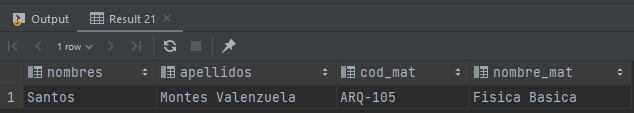 Output Result 21
1 row
nombres apellidos cod_mat nombre_mat
1 Santos Montes Valenzuela ARQ-105 Fisica Basica